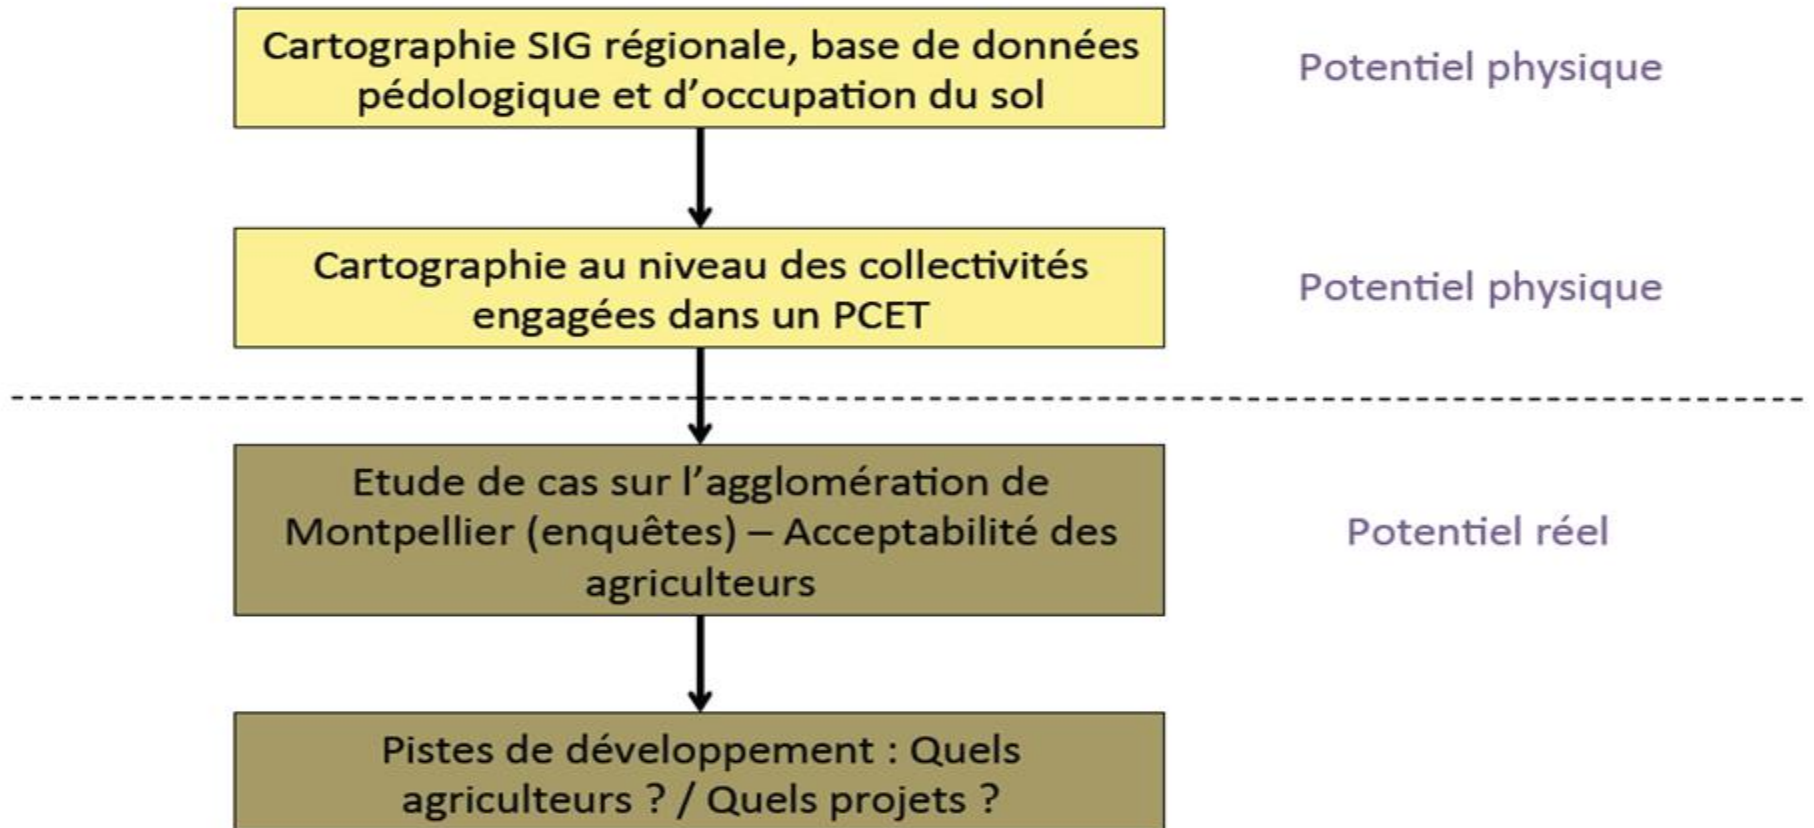 Cartographie SIG régionale, base de données
pédologique et d'occupation du sol
Potentiel physique
Cartographie au niveau des collectivités
engagées dans un PCET
Potentiel physique
Etude de cas sur l'agglomération de
Montpellier (enquêtes) – Acceptabilité des
agriculteurs
Potentiel réel
Pistes de développement : Quels
agriculteurs ? / Quels projets ?